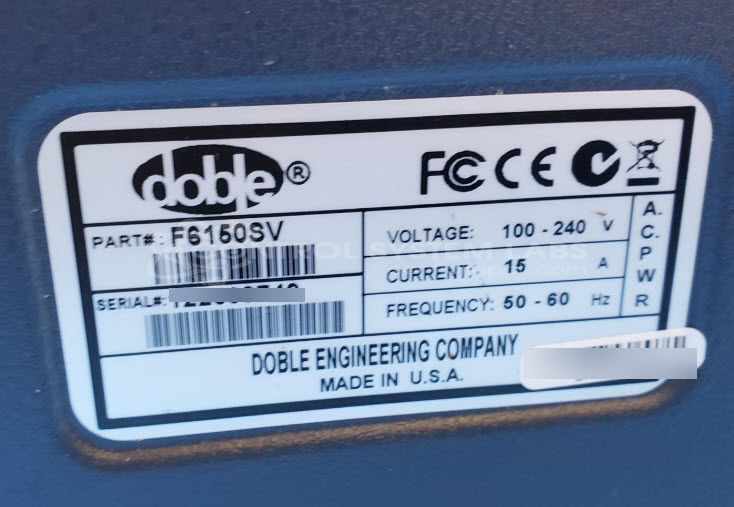 doble®
FC CE
PART#: F6150SV
SERIAL#:
VOLTAGE: 100 - 240 V
CURRENT: 15 A
FREQUENCY: 50 - 60 Hz
A.
C.
P
W
R
DOBLE ENGINEERING COMPANY
MADE IN U.S.A.